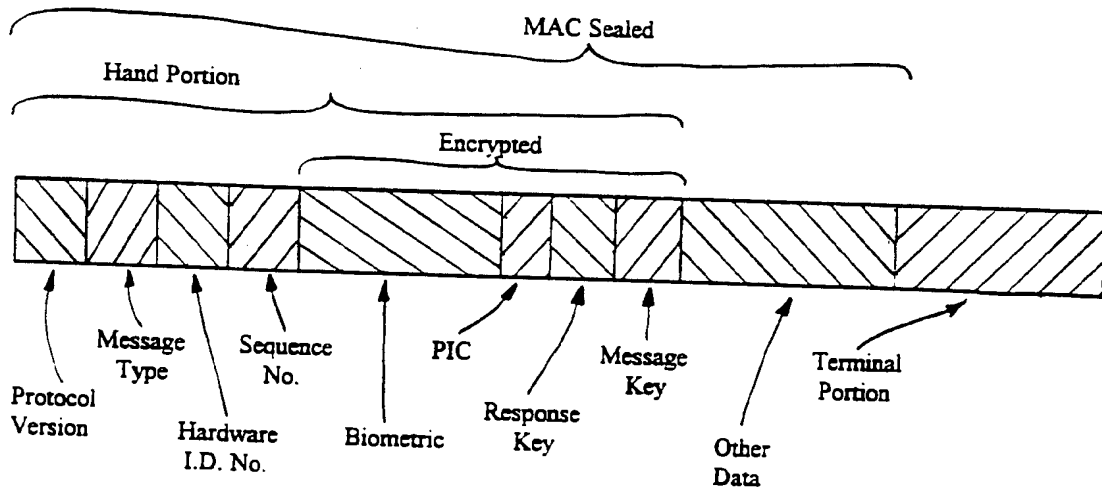 MAC Sealed
Hand Portion
Encrypted
Protocol
Version
Message
Type
Hardware
I.D. No.
Sequence
No.
Biometric
PIC
Response
Key
Message
Key
Other
Data
Terminal
Portion